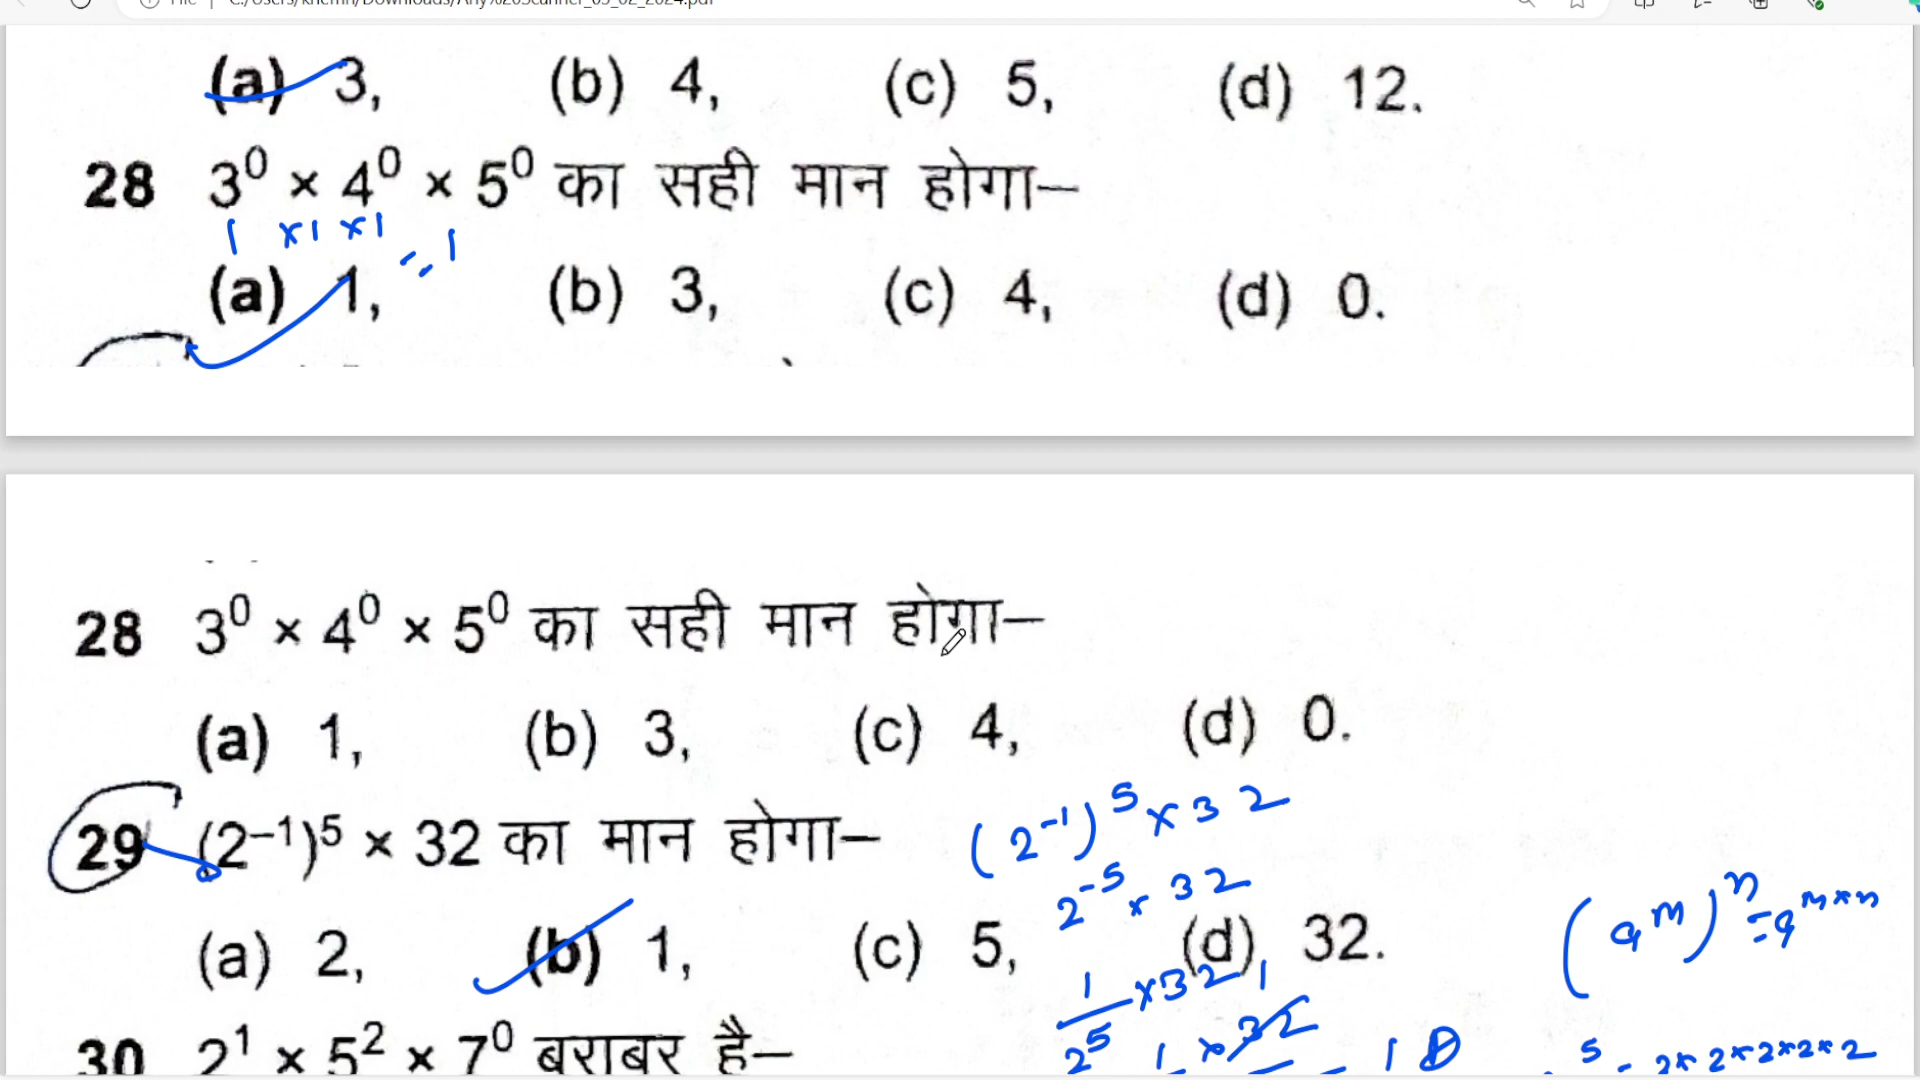 (a) 3, (b) 4, (c) 5, (d) 12.
28 3⁰ × 4⁰ × 5⁰ का सही मान होगा–
1 ×1 ×1 = 1
(a) 1, (b) 3, (c) 4, (d) 0.
28 3⁰ × 4⁰ × 5⁰ का सही मान होगा–
(a) 1, (b) 3, (c) 4, (d) 0.
29 (2⁻¹)⁵ × 32 का मान होगा–
(2⁻¹)⁵ × 32
2⁻⁵ × 32
(a) 2, (b) 1, (c) 5, (d) 32.
(aᵐ)ⁿ = aᵐˣⁿ
1/2⁵ × 32
30 2¹ × 5² × 7⁰ बराबर है–